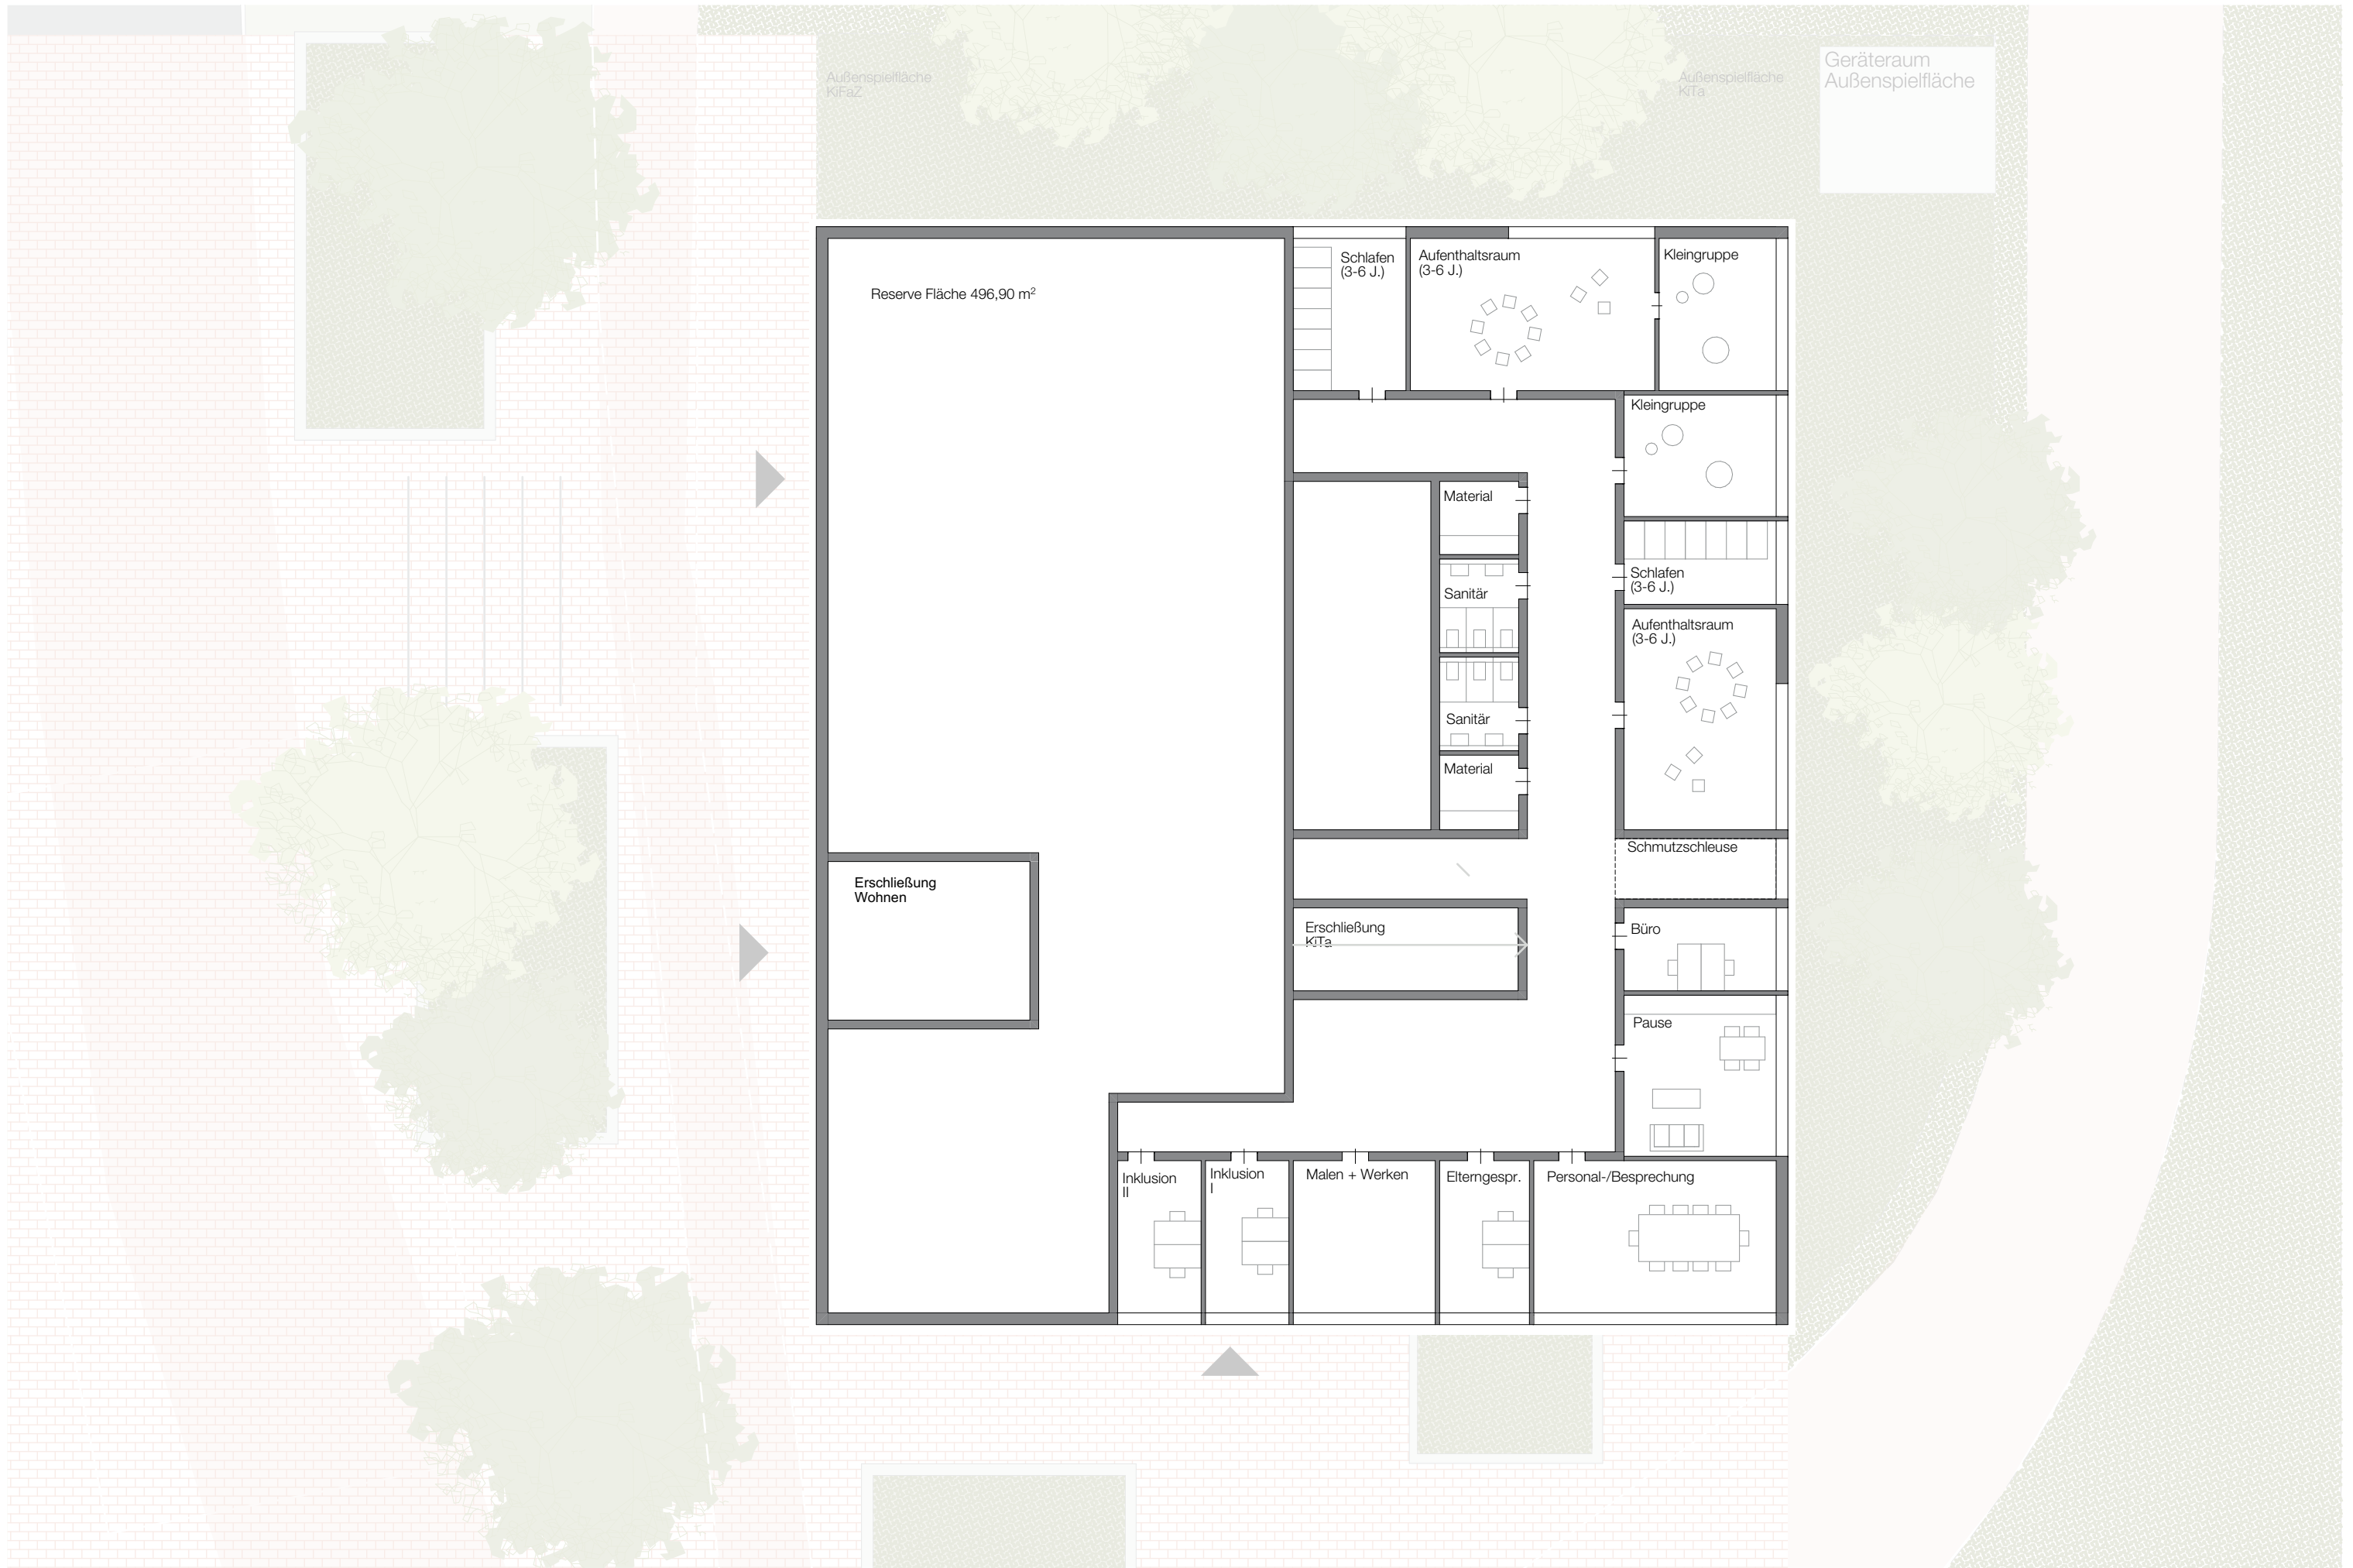 Außenspielfläche
KiFaZ
Außenspielfläche
KiTa
Geräteraum
Außenspielfläche
Reserve Fläche 496,90 m²
Schlafen
(3-6 J.)
Aufenthaltsraum
(3-6 J.)
Kleingruppe
Kleingruppe
Material
Sanitär
Schlafen
(3-6 J.)
Aufenthaltsraum
(3-6 J.)
Sanitär
Material
Schmutzschleuse
Erschließung
Wohnen
Erschließung
KiTa
Büro
Pause
Inklusion
II
Inklusion
I
Malen + Werken
Elterngespr.
Personal-/Besprechung